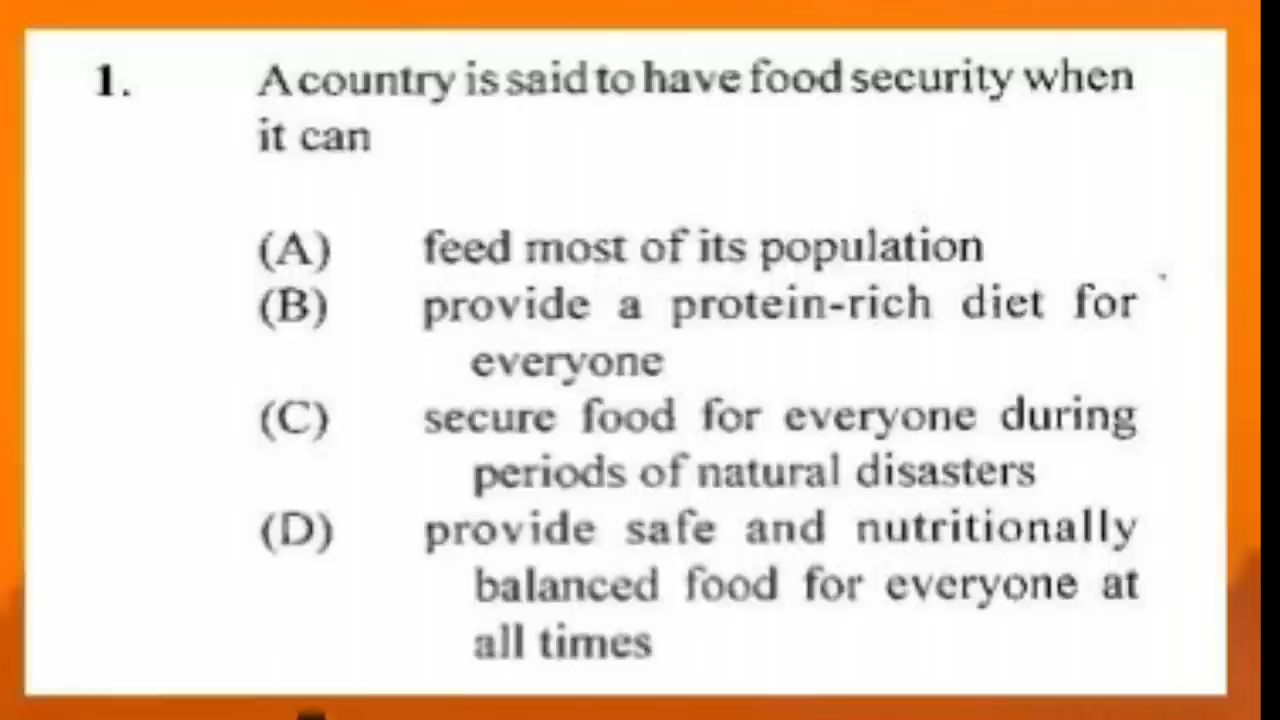 1. A country is said to have food security when
it can
(A) feed most of its population
(B) provide a protein-rich diet for
everyone
(C) secure food for everyone during
periods of natural disasters
(D) provide safe and nutritionally
balanced food for everyone at
all times